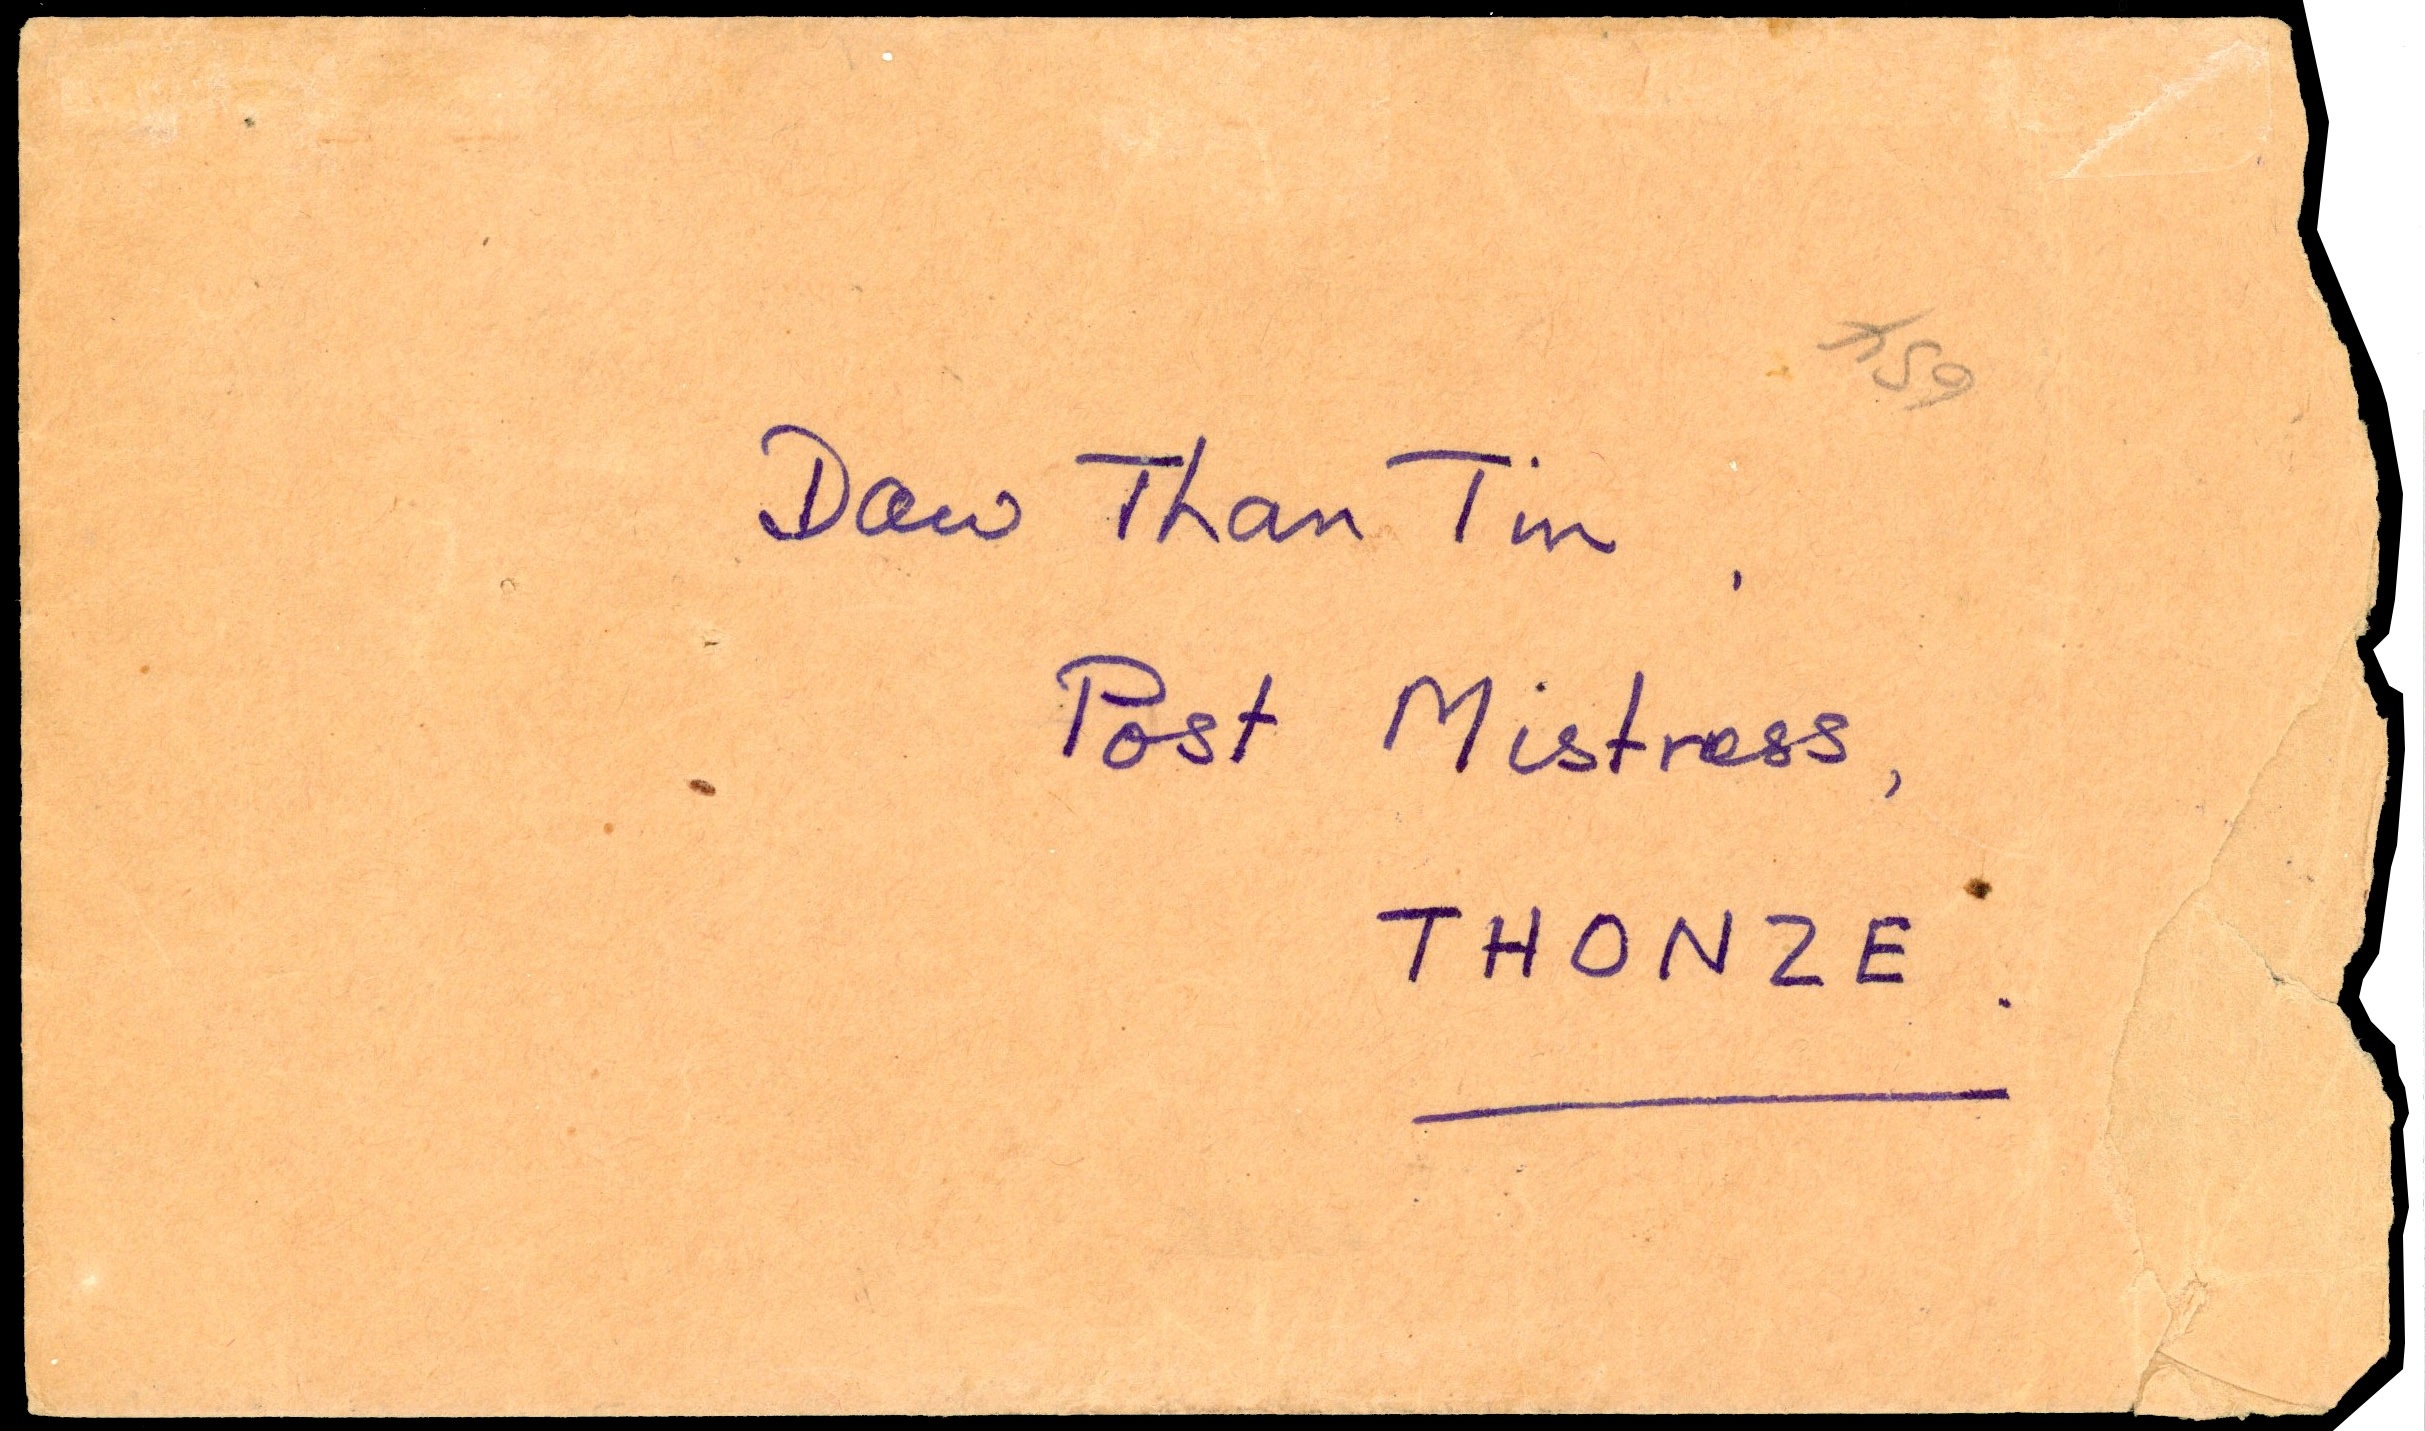 Daw Than Tin,
Post Mistress,
THONZE.